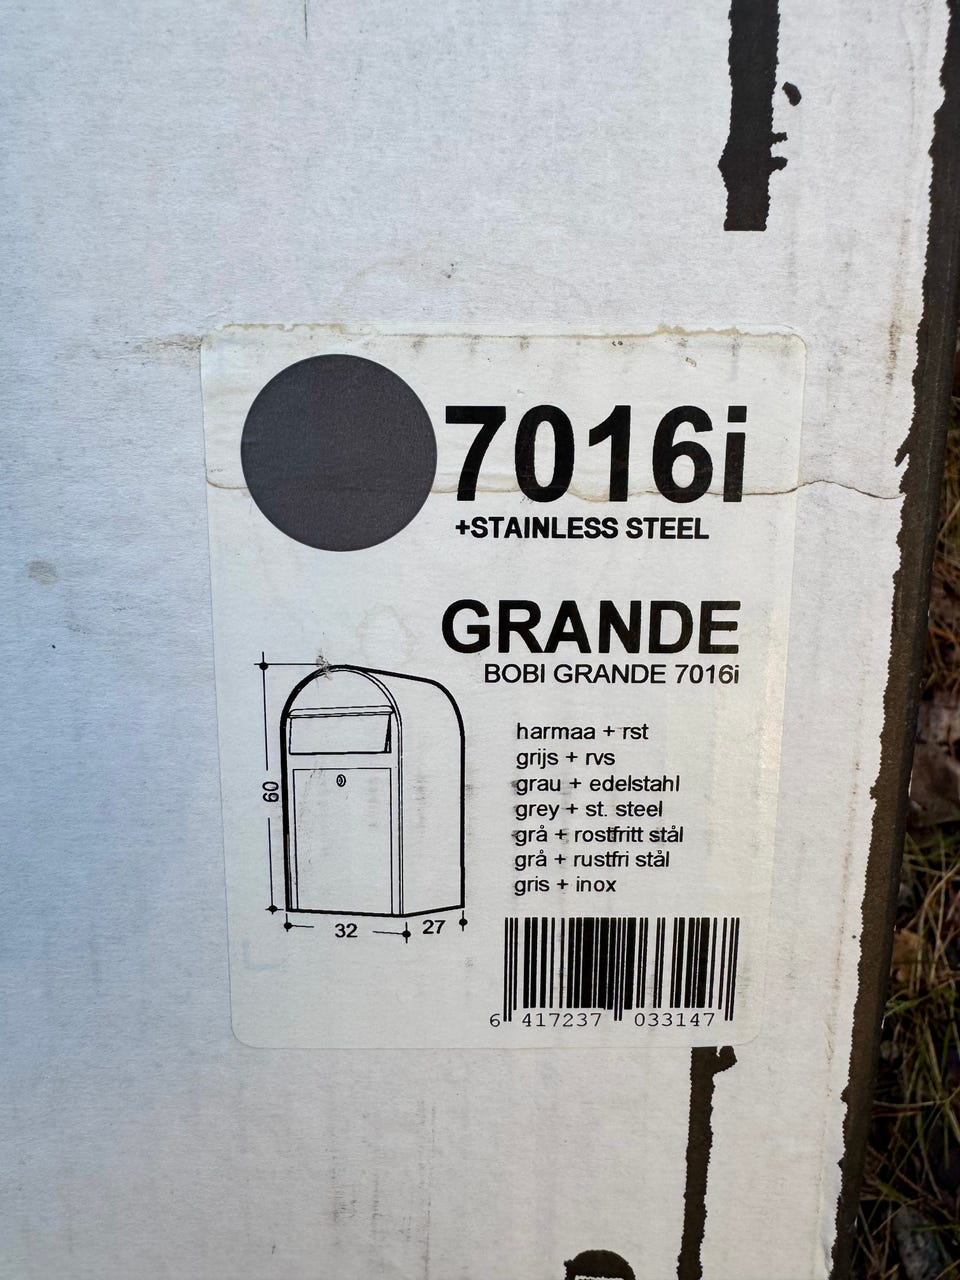 7016i
+STAINLESS STEEL
GRANDE
BOBI GRANDE 7016i
harmaa + rst
grijs + rvs
grau + edelstahl
grey + st. steel
grå + rostfritt stål
grå + rustfri stål
gris + inox
60
32
27
6 417237 033147